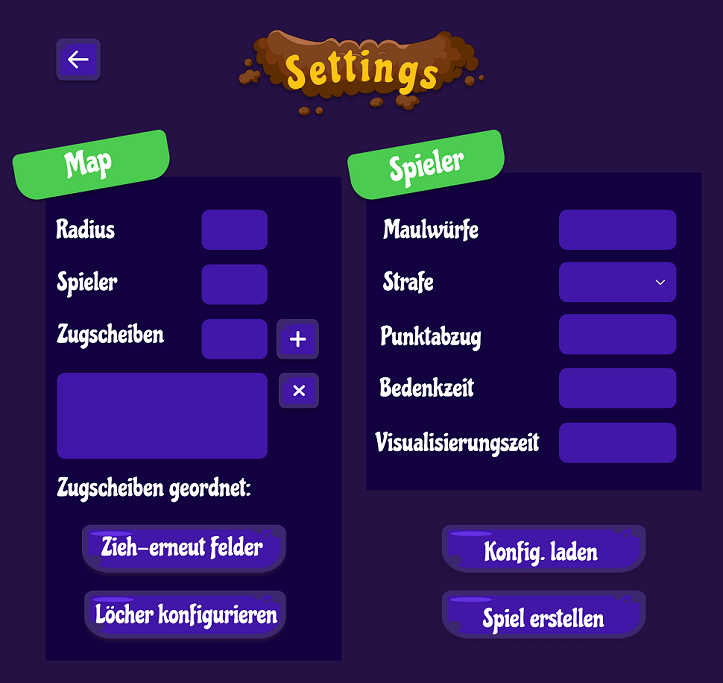 Settings
Map
Radius
Spieler
Zugscheiben
Zugscheiben geordnet:
Zieh-erneut Felder
Löcher konfigurieren
Spieler
Maulwürfe
Strafe
Punktabzug
Bedenkzeit
Visualisierungszeit
Konfig. laden
Spiel erstellen